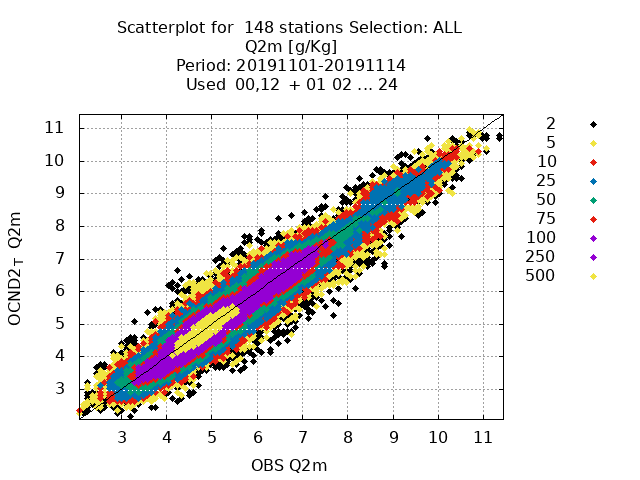 Scatterplot for  148 stations Selection: ALL
Q2m [g/Kg]
Period: 20191101-20191114
Used  00,12  + 01 02 ... 24
OCND2T  Q2m
11
10
9
8
7
6
5
4
3
3 4 5 6 7 8 9 10 11
OBS Q2m
2
5
10
25
50
75
100
250
500